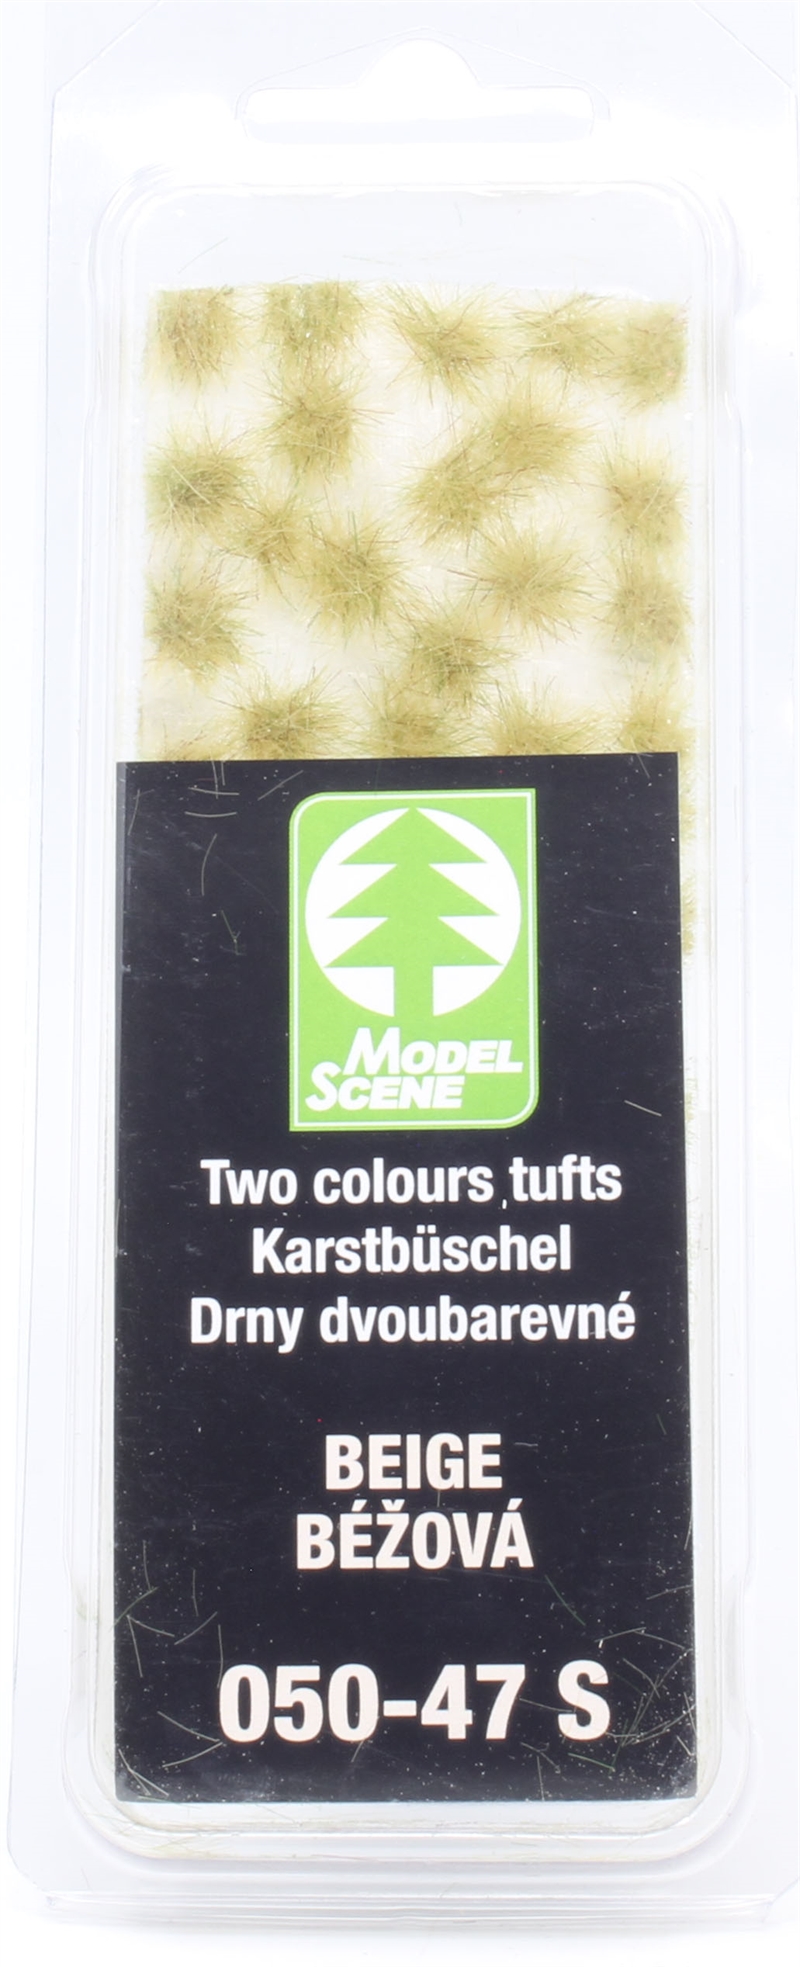 MODEL
SCENE
Two colours tufts
Karstbüschel
Drny dvoubarevné
BEIGE
BÉŽOVÁ
050-47 S